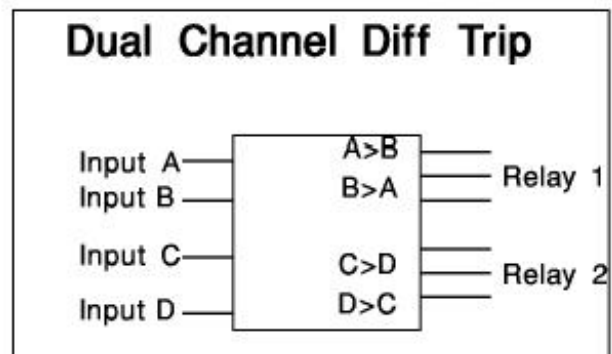 Dual Channel Diff Trip
Input A
A>B
Relay 1
Input B
B>A
Input C
C>D
Relay 2
Input D
D>C